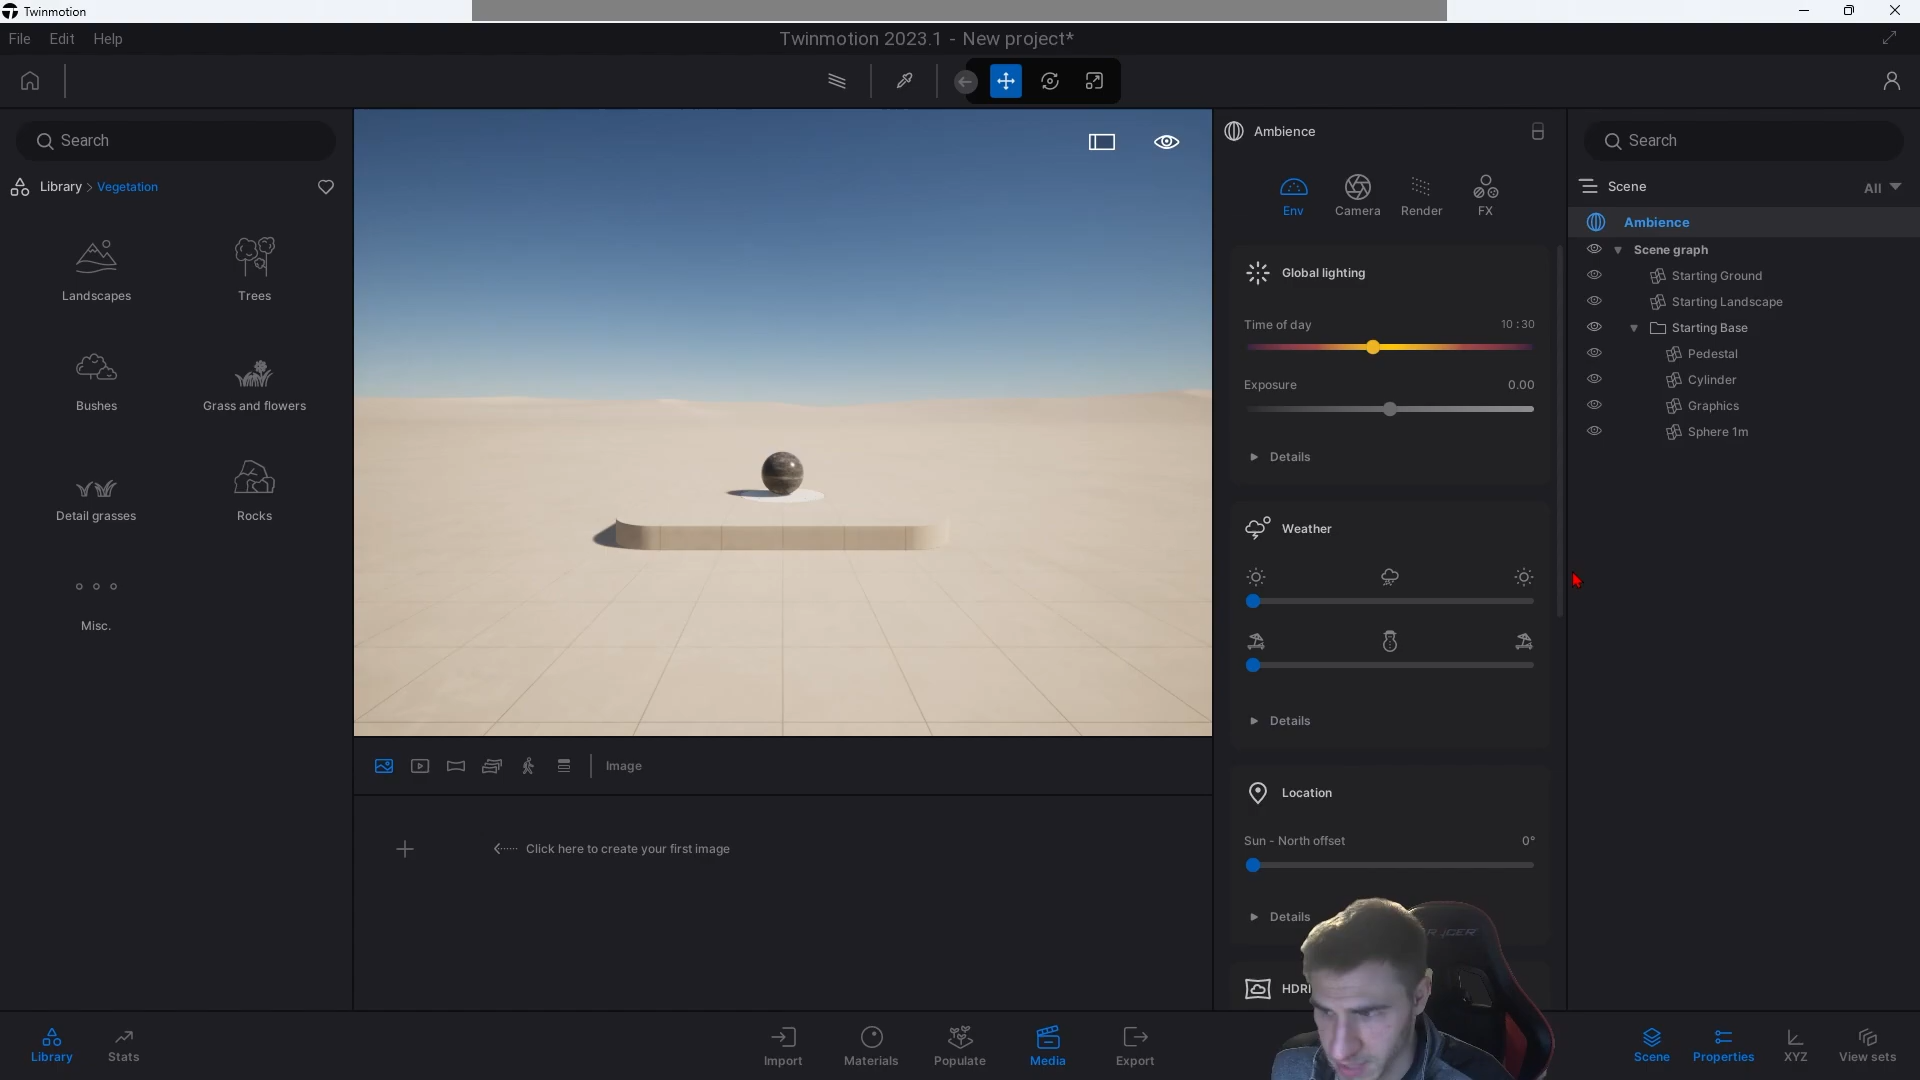 Twinmotion
File Edit Help
Twinmotion 2023.1 - New project*
Search
Library > Vegetation
Landscapes
Trees
Bushes
Grass and flowers
Detail grasses
Rocks
Misc.
Image
Click here to create your first image
Ambience
Env
Camera
Render
FX
Global lighting
Time of day 10:30
Exposure 0.00
Details
Weather
Details
Location
Sun - North offset 0°
Details
HDRI
Search
Scene All
Ambience
Scene graph
Starting Ground
Starting Landscape
Starting Base
Pedestal
Cylinder
Graphics
Sphere 1m
Library
Stats
Import
Materials
Populate
Media
Export
Scene
Properties
XYZ
View sets